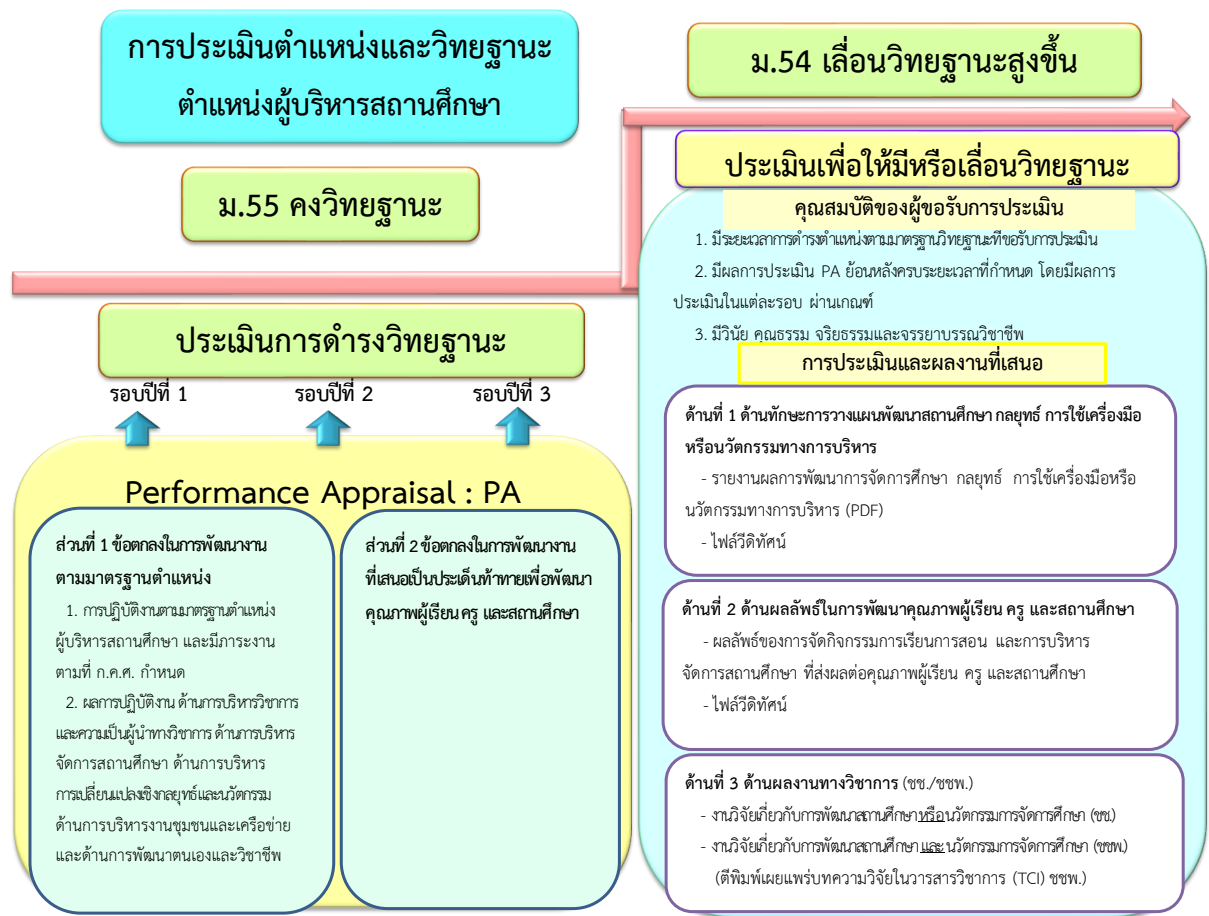 การประเมินตำแหน่งและวิทยฐานะ
ตำแหน่งผู้บริหารสถานศึกษา
ม.55 คงวิทยฐานะ
ประเมินการดำรงวิทยฐานะ
รอบปีที่ 1
รอบปีที่ 2
รอบปีที่ 3
Performance Appraisal : PA
ส่วนที่ 1 ข้อตกลงในการพัฒนางาน
ตามมาตรฐานตำแหน่ง
1. การปฏิบัติงานตามมาตรฐานตำแหน่ง
ผู้บริหารสถานศึกษา และมีภาระงาน
ตามที่ ก.ค.ศ. กำหนด
2. ผลการปฏิบัติงาน ด้านการบริหารวิชาการ
และความเป็นผู้นำทางวิชาการ ด้านการบริหาร
จัดการสถานศึกษา ด้านการบริหาร
การเปลี่ยนแปลงเชิงกลยุทธ์และนวัตกรรม
ด้านการบริหารงานชุมชนและเครือข่าย
และด้านการพัฒนาตนเองและวิชาชีพ
ส่วนที่ 2 ข้อตกลงในการพัฒนางาน
ที่เสนอเป็นประเด็นท้าทายเพื่อพัฒนา
คุณภาพผู้เรียน ครู และสถานศึกษา
ม.54 เลื่อนวิทยฐานะสูงขึ้น
ประเมินเพื่อให้มีหรือเลื่อนวิทยฐานะ
คุณสมบัติของผู้ขอรับการประเมิน
1. มีระยะเวลาการดำรงตำแหน่งตามมาตรฐานวิทยฐานะที่ขอรับการประเมิน
2. มีผลการประเมิน PA ย้อนหลังครบระยะเวลาที่กำหนด โดยมีผลการ
ประเมินในแต่ละรอบ ผ่านเกณฑ์
3. มีวินัย คุณธรรม จริยธรรมและจรรยาบรรณวิชาชีพ
การประเมินและผลงานที่เสนอ
ด้านที่ 1 ด้านทักษะการวางแผนพัฒนาสถานศึกษา กลยุทธ์ การใช้เครื่องมือ
หรือนวัตกรรมทางการบริหาร
- รายงานผลการพัฒนาการจัดการศึกษา กลยุทธ์ การใช้เครื่องมือหรือ
นวัตกรรมทางการบริหาร (PDF)
- ไฟล์วีดิทัศน์
ด้านที่ 2 ด้านผลลัพธ์ในการพัฒนาคุณภาพผู้เรียน ครู และสถานศึกษา
- ผลลัพธ์ของการจัดกิจกรรมการเรียนการสอน และการบริหาร
จัดการสถานศึกษา ที่ส่งผลต่อคุณภาพผู้เรียน ครู และสถานศึกษา
- ไฟล์วีดิทัศน์
ด้านที่ 3 ด้านผลงานทางวิชาการ (ชช./ชชพ.)
- งานวิจัยเกี่ยวกับการพัฒนาสถานศึกษาหรือนวัตกรรมการจัดการศึกษา (ชช.)
- งานวิจัยเกี่ยวกับการพัฒนาสถานศึกษา และ นวัตกรรมการจัดการศึกษา (ชชพ.)
(ตีพิมพ์เผยแพร่บทความวิจัยในวารสารวิชาการ (TCI) ชชพ.)